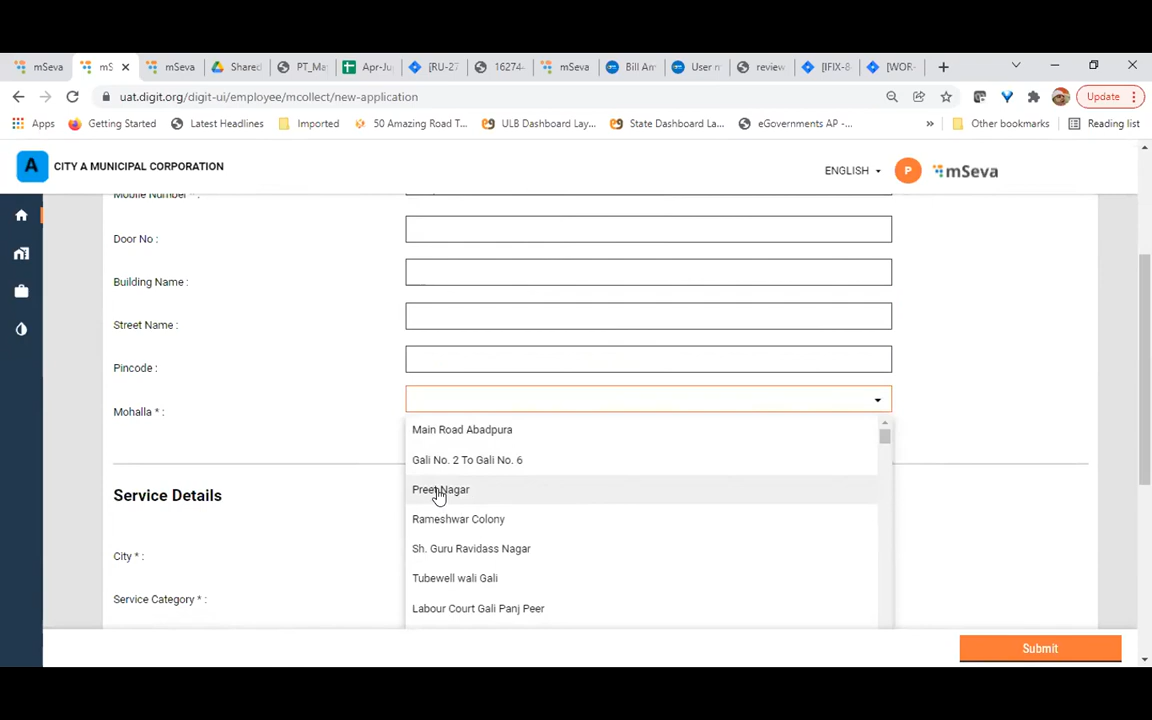 mSeva
mS
mSeva
Shared
PT_Ma
Apr-Ju
[RU-27
16274
mSeva
Bill Am
User n
review
[IFIX-8
[WOR-
uat.digit.org/digit-ui/employee/mcollect/new-application
Update
Apps
Getting Started
Latest Headlines
Imported
50 Amazing Road T...
ULB Dashboard Lay...
State Dashboard La...
eGovernments AP -...
»
Other bookmarks
Reading list
A
CITY A MUNICIPAL CORPORATION
ENGLISH
P
mSeva
Mobile Number * :
Door No :
Building Name :
Street Name :
Pincode :
Mohalla * :
Main Road Abadpura
Gali No. 2 To Gali No. 6
Preet Nagar
Rameshwar Colony
Sh. Guru Ravidass Nagar
Tubewell wali Gali
Labour Court Gali Panj Peer
Service Details
City * :
Service Category * :
Submit